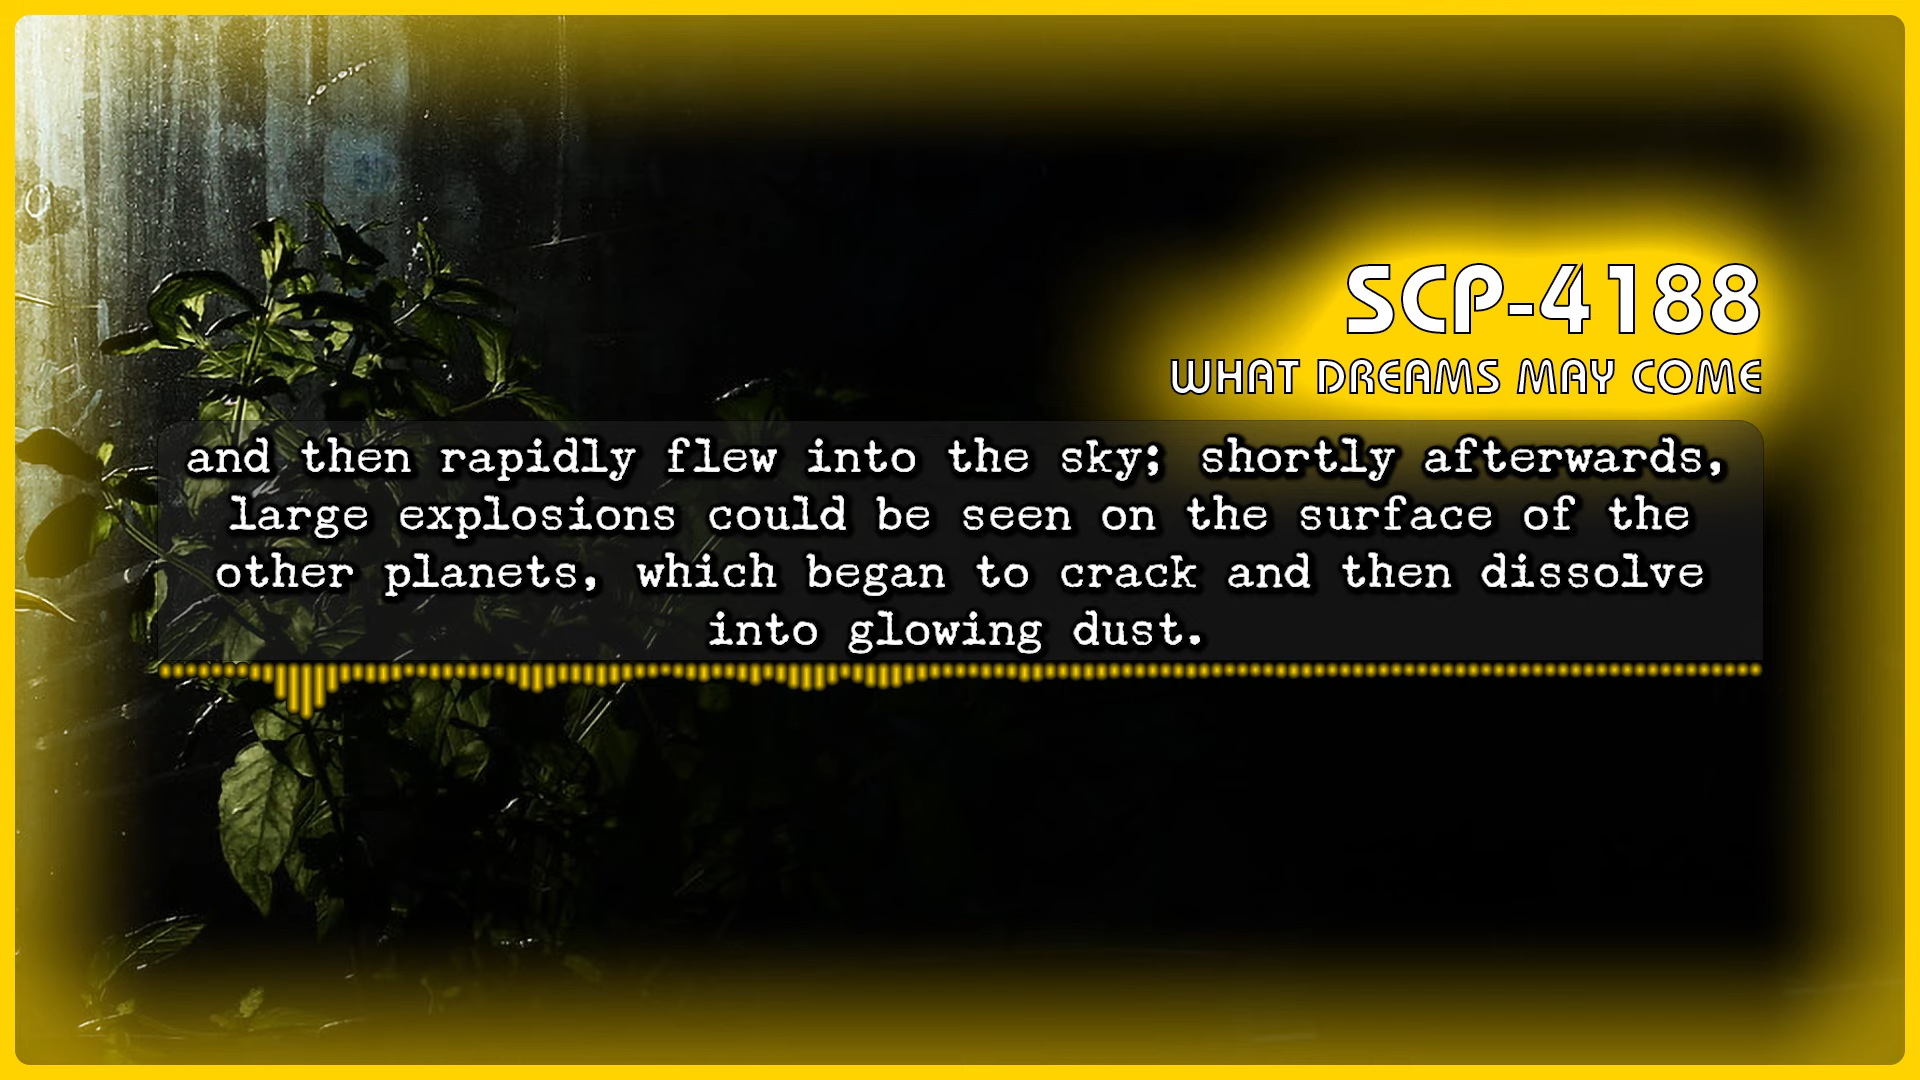 SCP-4188
WHAT DREAMS MAY COME
and then rapidly flew into the sky; shortly afterwards,
large explosions could be seen on the surface of the
other planets, which began to crack and then dissolve
into glowing dust.